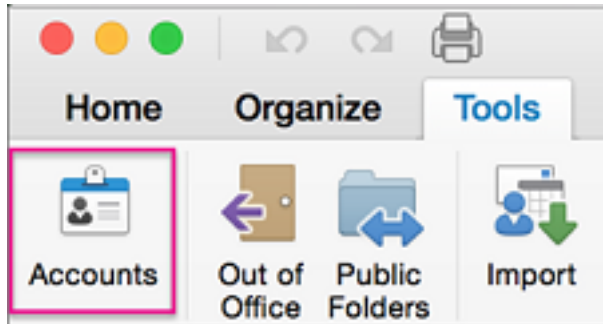 Home Organize Tools
Accounts Out of Public Import
Office Folders